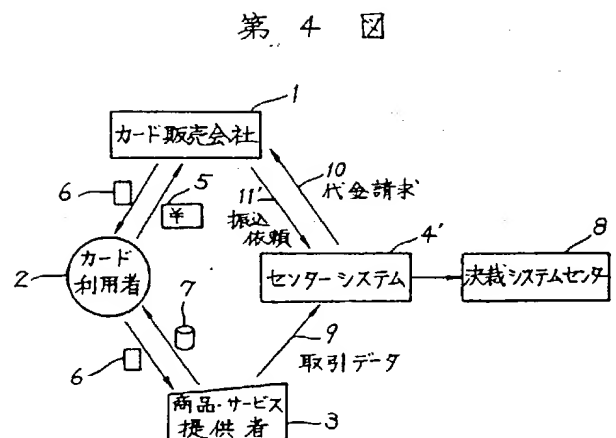 第 4 図
1
カード販売会社
10
代金請求
6
5
¥
11'
振込
依頼
4'
8
2
カード
利用者
センターシステム
決裁システムセンター
7
9
取引データ
6
商品・サービス
提供者
3